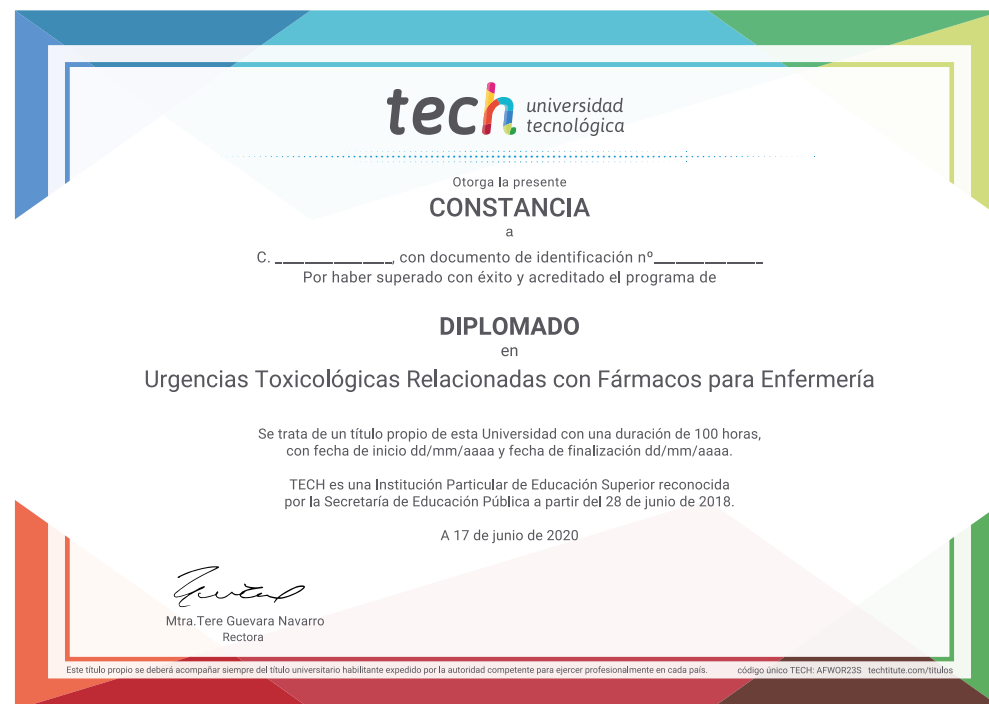 tech universidad
tecnológica
Otorga la presente
CONSTANCIA
a
C. ______________, con documento de identificación nº_____________
Por haber superado con éxito y acreditado el programa de
DIPLOMADO
en
Urgencias Toxicológicas Relacionadas con Fármacos para Enfermería
Se trata de un título propio de esta Universidad con una duración de 100 horas,
con fecha de inicio dd/mm/aaaa y fecha de finalización dd/mm/aaaa.
TECH es una Institución Particular de Educación Superior reconocida
por la Secretaría de Educación Pública a partir del 28 de junio de 2018.
A 17 de junio de 2020
Mtra.Tere Guevara Navarro
Rectora
Este título propio se deberá acompañar siempre del título universitario habilitante expedido por la autoridad competente para ejercer profesionalmente en cada país. código único TECH: AFWOR23S techtitute.com/titulos